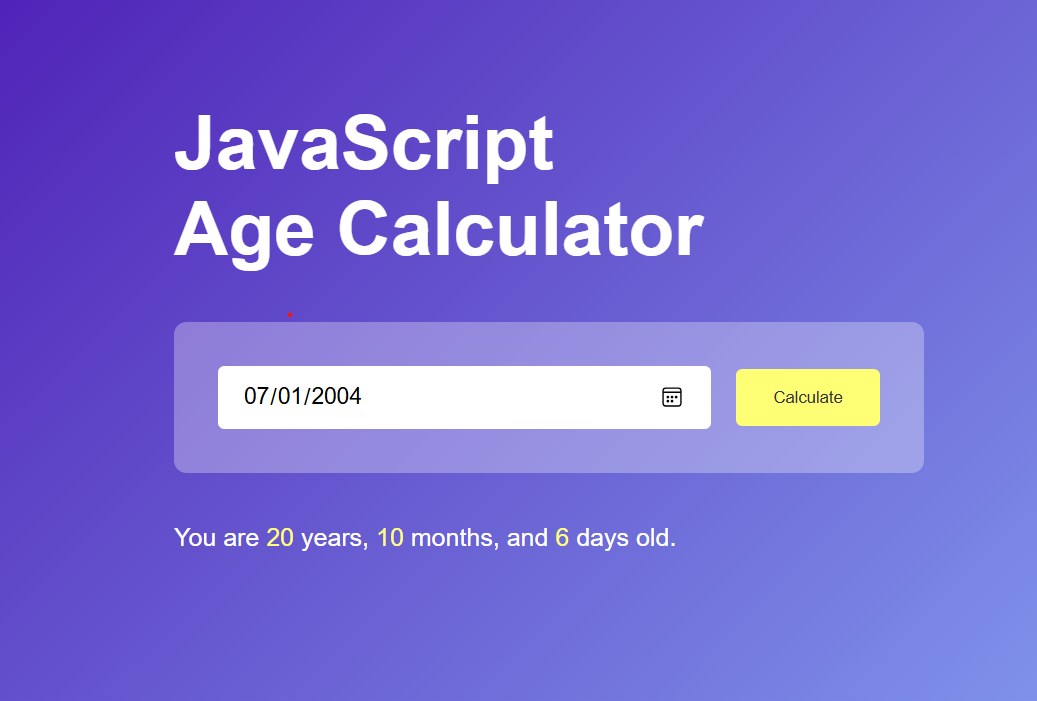 JavaScript
Age Calculator
07/01/2004
Calculate
You are 20 years, 10 months, and 6 days old.